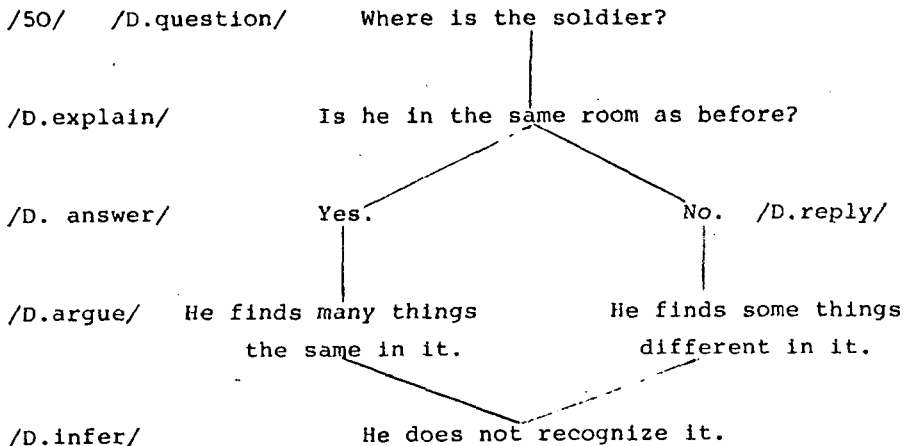 /50/ /D.question/ Where is the soldier?
/D.explain/ Is he in the same room as before?
/D. answer/ Yes. No. /D.reply/
/D.argue/ He finds many things He finds some things
the same in it. different in it.
/D.infer/ He does not recognize it.